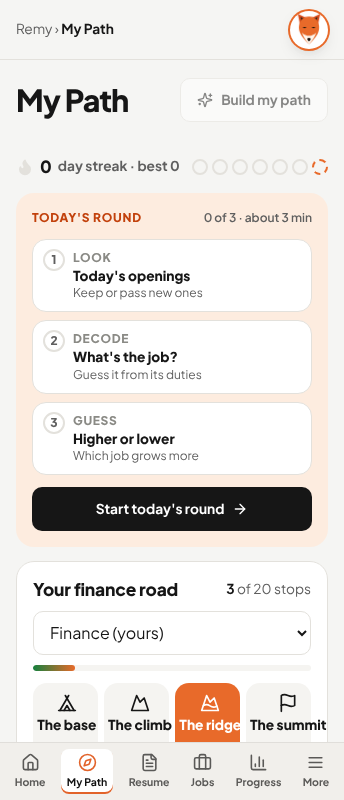 Remy › My Path
My Path
Build my path
0 day streak · best 0
TODAY'S ROUND
0 of 3 · about 3 min
1
LOOK
Today's openings
Keep or pass new ones
2
DECODE
What's the job?
Guess it from its duties
3
GUESS
Higher or lower
Which job grows more
Start today's round →
Your finance road
3 of 20 stops
Finance (yours)
The base
The climb
The ridge
The summit
Home
My Path
Resume
Jobs
Progress
More